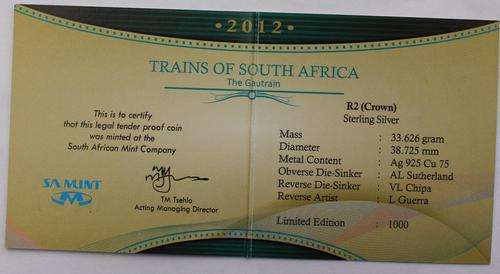 • 2012 •
TRAINS OF SOUTH AFRICA
The Gautrain
This is to certify
that this legal tender proof coin
was minted at the
South African Mint Company
SA MINT
TM Tsehlo
Acting Managing Director
R2 (Crown)
Sterling Silver
Mass : 33.626 gram
Diameter : 38.725 mm
Metal Content : Ag 925 Cu 75
Obverse Die-Sinker : AL Sutherland
Reverse Die-Sinker : VL Chipa
Reverse Artist : L Guerra
Limited Edition : 1000